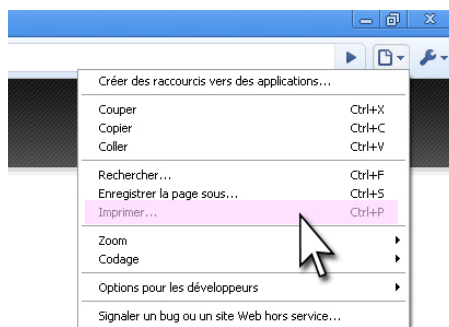 Créer des raccourcis vers des applications...
Couper Ctrl+X
Copier Ctrl+C
Coller Ctrl+V
Rechercher... Ctrl+F
Enregistrer la page sous... Ctrl+S
Imprimer... Ctrl+P
Zoom
Codage
Options pour les développeurs
Signaler un bug ou un site Web hors service...